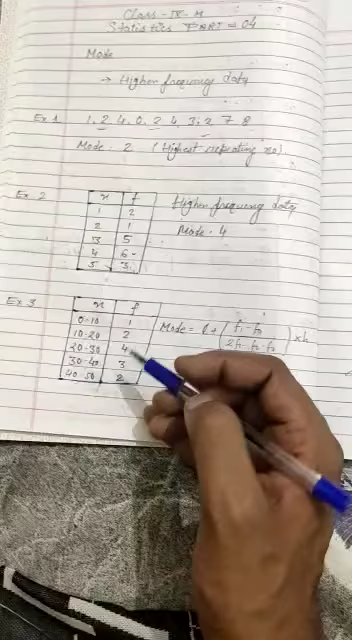 Class-IX-M
Statistics PART-04
Mode
→ Higher frequency data
Ex 1 1, 2, 4, 0, 2, 4, 3, 2, 7, 8
Mode = 2 (Highest repeating no)
Ex 2
x f
1 2
2 1
3 5
4 6
5 3
Higher frequency data
Mode = 4
Ex 3
x f
0-10 1
10-20 2
20-30 4
30-40 3
40-50 2
Mode = l + (f₁-f₀ / 2f₁-f₀-f₂) × h